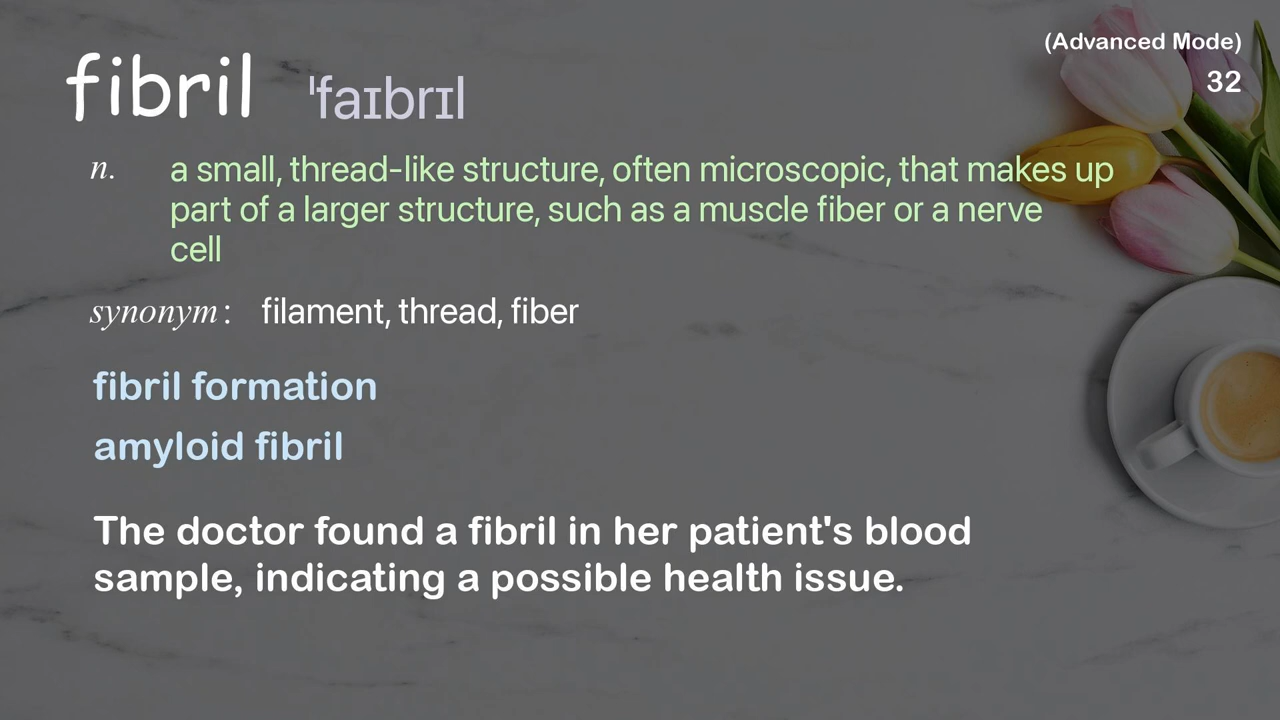 (Advanced Mode)
32
fibril ˈfaɪbrɪl
n. a small, thread-like structure, often microscopic, that makes up
part of a larger structure, such as a muscle fiber or a nerve
cell
synonym: filament, thread, fiber
fibril formation
amyloid fibril
The doctor found a fibril in her patient's blood
sample, indicating a possible health issue.